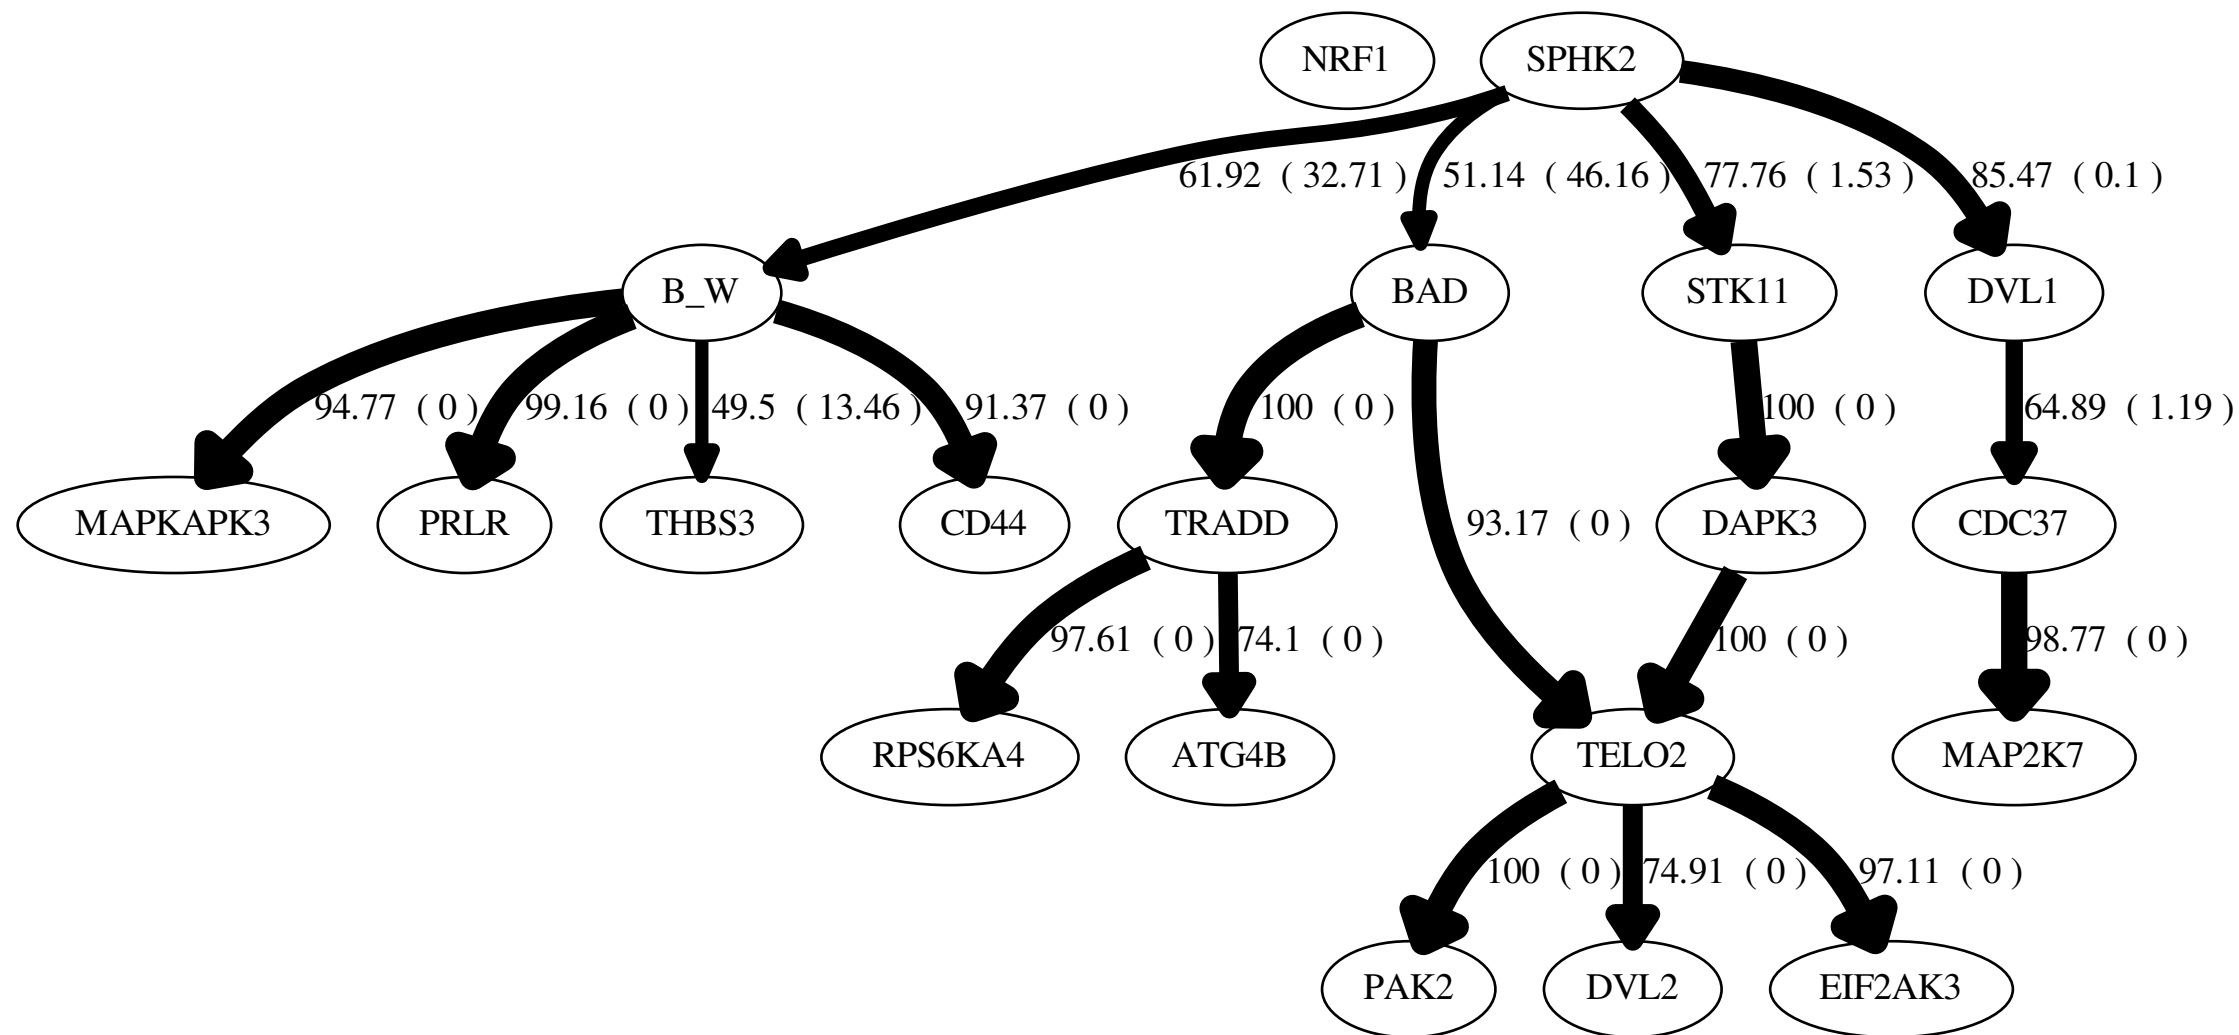 NRF1
SPHK2
61.92 ( 32.71 )
51.14 ( 46.16 )
77.76 ( 1.53 )
85.47 ( 0.1 )
B_W
BAD
STK11
DVL1
94.77 ( 0 )
99.16 ( 0 )
49.5 ( 13.46 )
91.37 ( 0 )
100 ( 0 )
100 ( 0 )
64.89 ( 1.19 )
MAPKAPK3
PRLR
THBS3
CD44
TRADD
93.17 ( 0 )
DAPK3
CDC37
97.61 ( 0 )
74.1 ( 0 )
100 ( 0 )
98.77 ( 0 )
RPS6KA4
ATG4B
TELO2
MAP2K7
100 ( 0 )
74.91 ( 0 )
97.11 ( 0 )
PAK2
DVL2
EIF2AK3